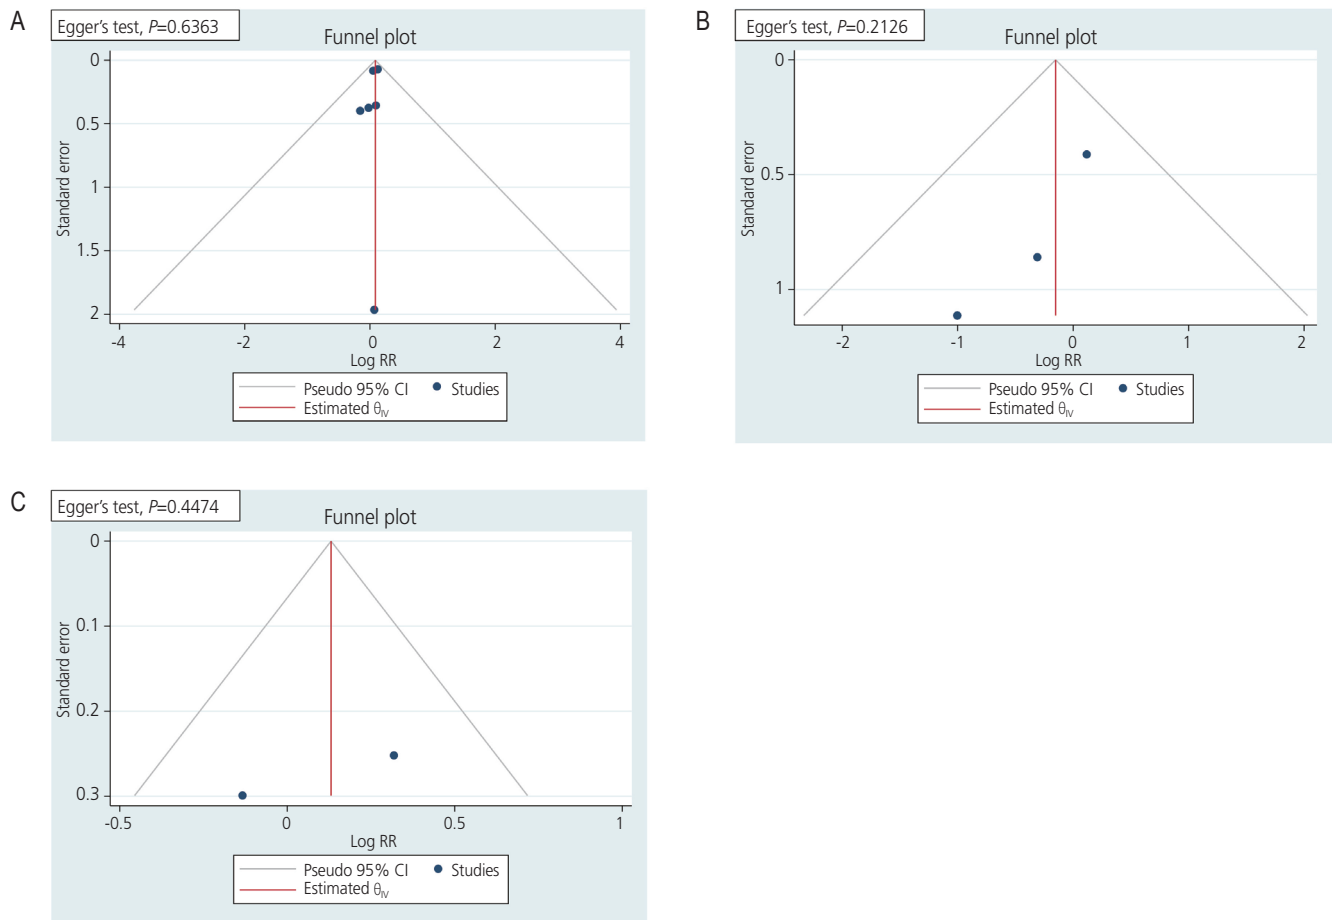 A
Egger's test, P=0.6363
Funnel plot
Standard error
0
0.5
1
1.5
2
-4
-2
0
2
4
Log RR
Pseudo 95% CI
Studies
Estimated θIV
B
Egger's test, P=0.2126
Funnel plot
Standard error
0
0.5
1
-2
-1
0
1
2
Log RR
Pseudo 95% CI
Studies
Estimated θIV
C
Egger's test, P=0.4474
Funnel plot
Standard error
0
0.1
0.2
0.3
-0.5
0
0.5
1
Log RR
Pseudo 95% CI
Studies
Estimated θIV